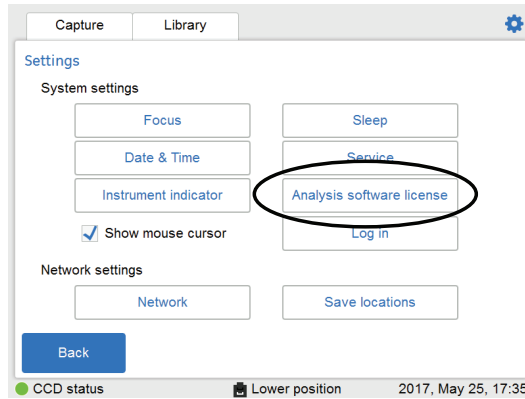 Capture Library
Settings
System settings
Focus Sleep
Date & Time Service
Instrument indicator Analysis software license
Show mouse cursor Log in
Network settings
Network Save locations
Back
CCD status Lower position 2017, May 25, 17:35